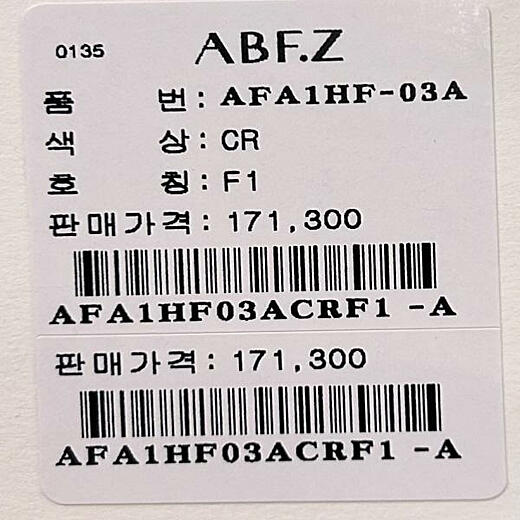 0135 ABF.Z
품 번: AFA1HF-03A
색 상: CR
호 칭: F1
판매가격: 171,300
AFA1HF03ACRF1 -A
판매가격: 171,300
AFA1HF03ACRF1 -A